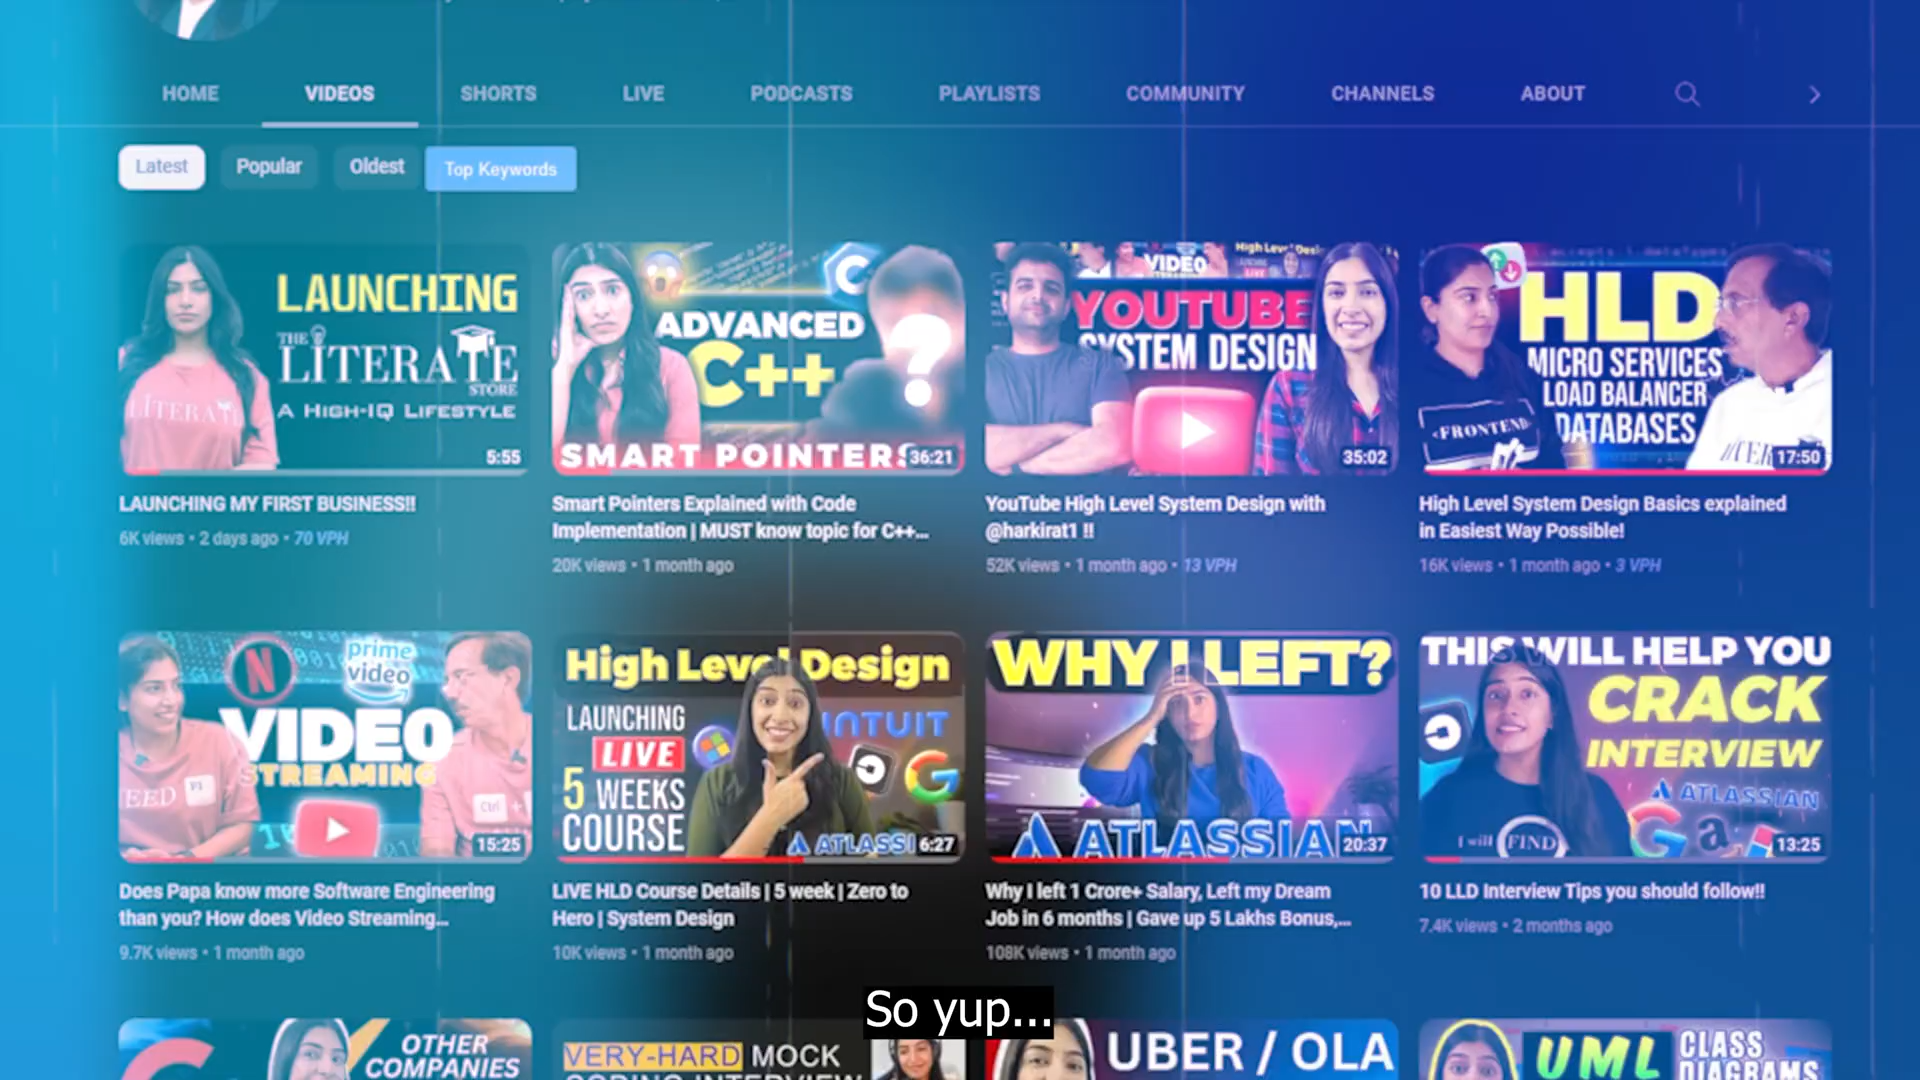 HOME
VIDEOS
SHORTS
LIVE
PODCASTS
PLAYLISTS
COMMUNITY
CHANNELS
ABOUT
Latest
Popular
Oldest
Top Keywords
LAUNCHING
THE
LITERATE
STORE
A HIGH-IQ LIFESTYLE
LITERAT
5:55
LAUNCHING MY FIRST BUSINESS!!
6K views • 2 days ago • 70 VPH
ADVANCED
C++
SMART POINTERS
36:21
Smart Pointers Explained with Code
Implementation | MUST know topic for C++...
20K views • 1 month ago
VIDEO
YOUTUBE
SYSTEM DESIGN
35:02
YouTube High Level System Design with
@harkirat1 !!
52K views • 1 month ago • 13 VPH
HLD
MICRO SERVICES
LOAD BALANCER
DATABASES
<FRONTEND
17:50
High Level System Design Basics explained
in Easiest Way Possible!
16K views • 1 month ago • 3 VPH
N
prime
video
VIDEO
STREAMING
EED
Ctrl +
15:25
Does Papa know more Software Engineering
than you? How does Video Streaming...
9.7K views • 1 month ago
High Level Design
LAUNCHING
LIVE
5 WEEKS
COURSE
INTUIT
G
ATLASSI
6:27
LIVE HLD Course Details | 5 week | Zero to
Hero | System Design
10K views • 1 month ago
WHY I LEFT?
ATLASSIAN
20:37
Why I left 1 Crore+ Salary, Left my Dream
Job in 6 months | Gave up 5 Lakhs Bonus,...
108K views • 1 month ago
THIS WILL HELP YOU
CRACK
INTERVIEW
ATLASSIAN
I will FIND
G a
13:25
10 LLD Interview Tips you should follow!!
7.4K views • 2 months ago
So yup...
OTHER
COMPANIES
VERY-HARD MOCK
CODING INTERVIEW
UBER / OLA
UML
CLASS
DIAGRAMS